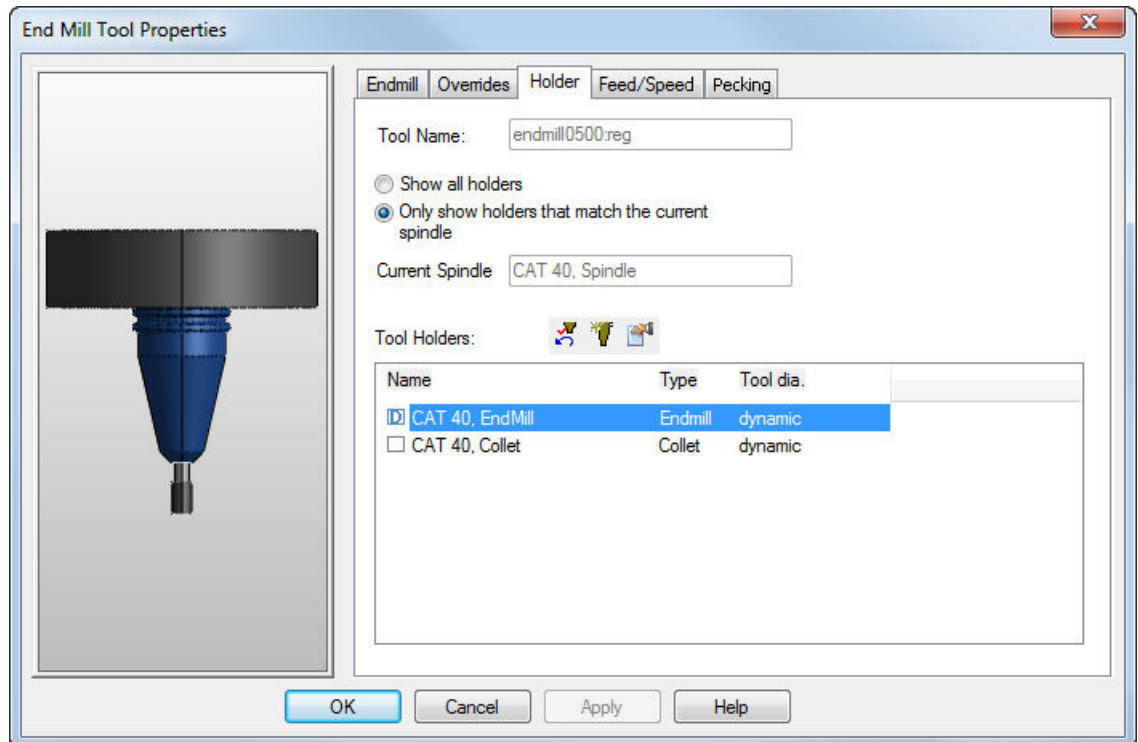 End Mill Tool Properties
Endmill Overrides Holder Feed/Speed Pecking
Tool Name: endmill0500:reg
Show all holders
Only show holders that match the current
spindle
Current Spindle CAT 40, Spindle
Tool Holders:
Name Type Tool dia.
D CAT 40, EndMill Endmill dynamic
CAT 40, Collet Collet dynamic
OK Cancel Apply Help